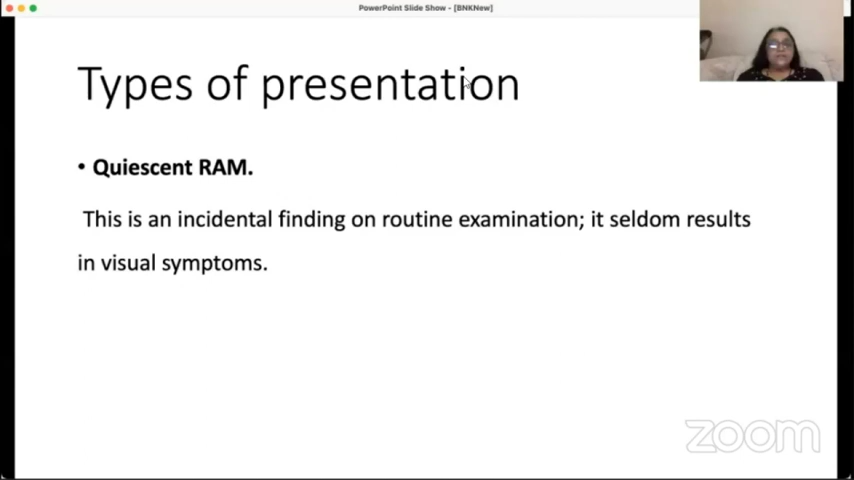 PowerPoint Slide Show - [BNKNew]
Types of presentation
• Quiescent RAM.
This is an incidental finding on routine examination; it seldom results
in visual symptoms.
zoom